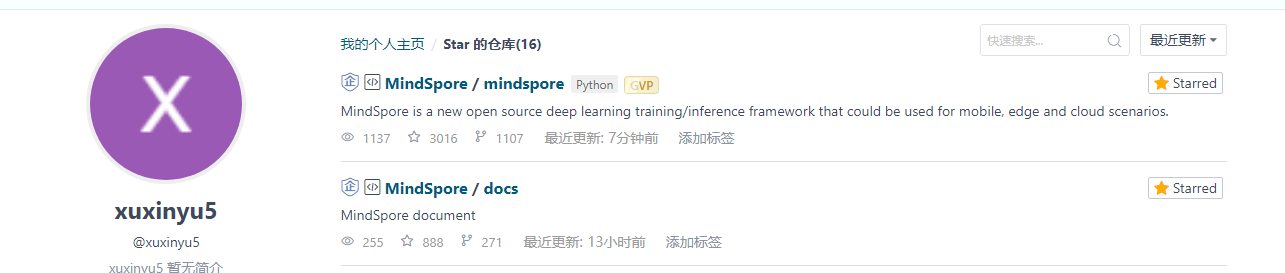 X
xuxinyu5
@xuxinyu5
xuxinyu5 暂无简介
我的个人主页 / Star 的仓库(16)
快速搜索...
最近更新
MindSpore / mindspore Python GVP
Starred
MindSpore is a new open source deep learning training/inference framework that could be used for mobile, edge and cloud scenarios.
1137 3016 1107 最近更新: 7分钟前 添加标签
MindSpore / docs
Starred
MindSpore document
255 888 271 最近更新: 13小时前 添加标签